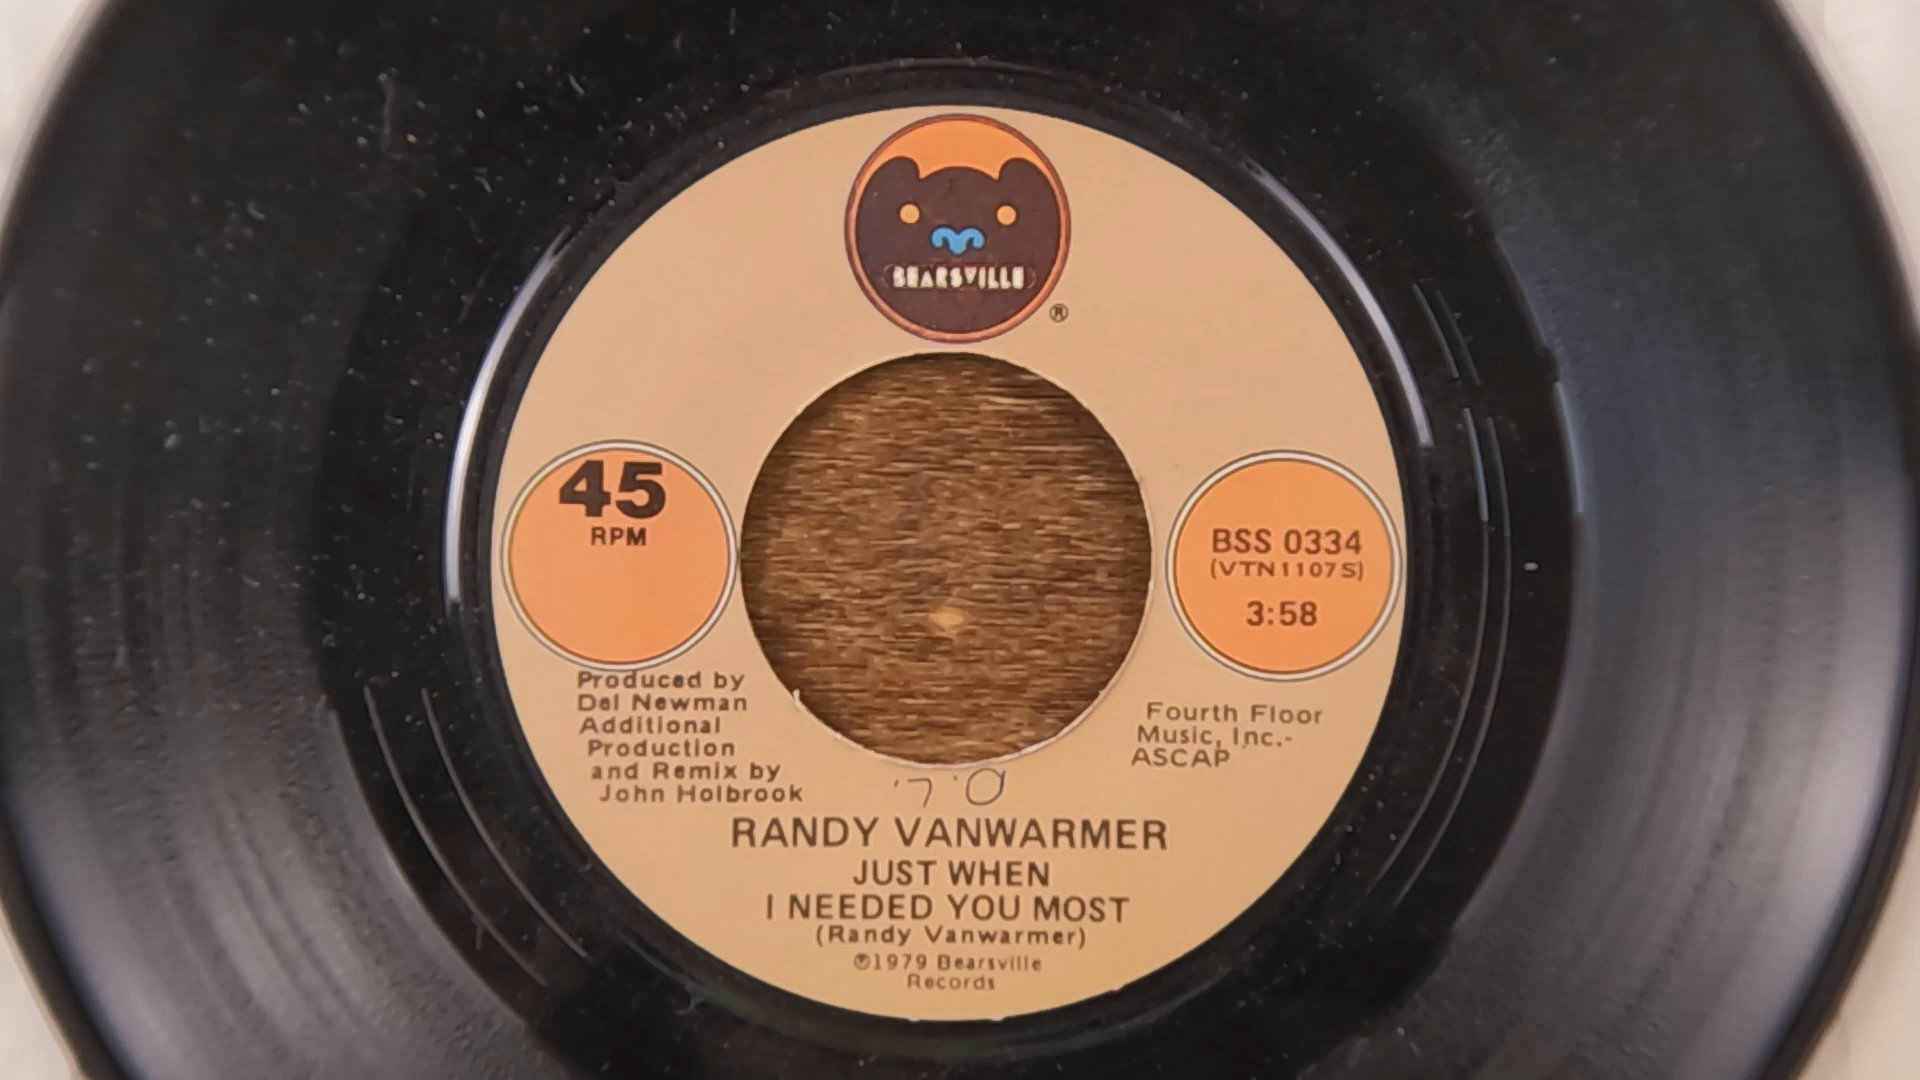 BEARSVILLE
®
45
RPM
BSS 0334
(VTN1107S)
3:58
Produced by
Del Newman
Additional
Production
and Remix by
John Holbrook
Fourth Floor
Music, Inc.-
ASCAP
RANDY VANWARMER
JUST WHEN
I NEEDED YOU MOST
(Randy Vanwarmer)
℗1979 Bearsville
Records